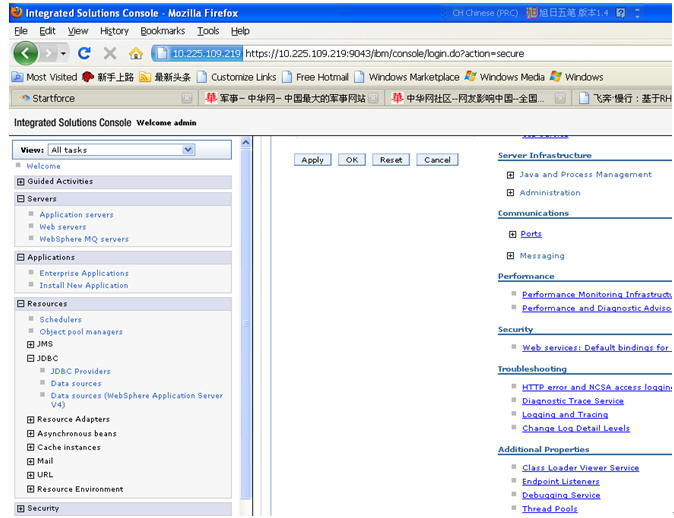 Integrated Solutions Console - Mozilla Firefox
CH Chinese (PRC) 旭日五笔 版本1.4
File Edit View History Bookmarks Tools Help
10.225.109.219 https://10.225.109.219:9043/ibm/console/login.do?action=secure
Most Visited 新手上路 最新头条 Customize Links Free Hotmail Windows Marketplace Windows Media Windows
Startforce 军事- 中华网- 中国最大的军事网站 中华网社区--网友影响中国--全国... 飞奔·慢行：基于RH
Integrated Solutions Console Welcome admin
View: All tasks
Welcome
Guided Activities
Servers
Application servers
Web servers
WebSphere MQ servers
Applications
Enterprise Applications
Install New Application
Resources
Schedulers
Object pool managers
JMS
JDBC
JDBC Providers
Data sources
Data sources (WebSphere Application Server
V4)
Resource Adapters
Asynchronous beans
Cache instances
Mail
URL
Resource Environment
Security
Apply OK Reset Cancel
Server Infrastructure
Java and Process Management
Administration
Communications
Ports
Messaging
Performance
Performance Monitoring Infrastructu
Performance and Diagnostic Adviso
Security
Web services: Default bindings for
Troubleshooting
HTTP error and NCSA access loggin
Diagnostic Trace Service
Logging and Tracing
Change Log Detail Levels
Additional Properties
Class Loader Viewer Service
Endpoint Listeners
Debugging Service
Thread Pools